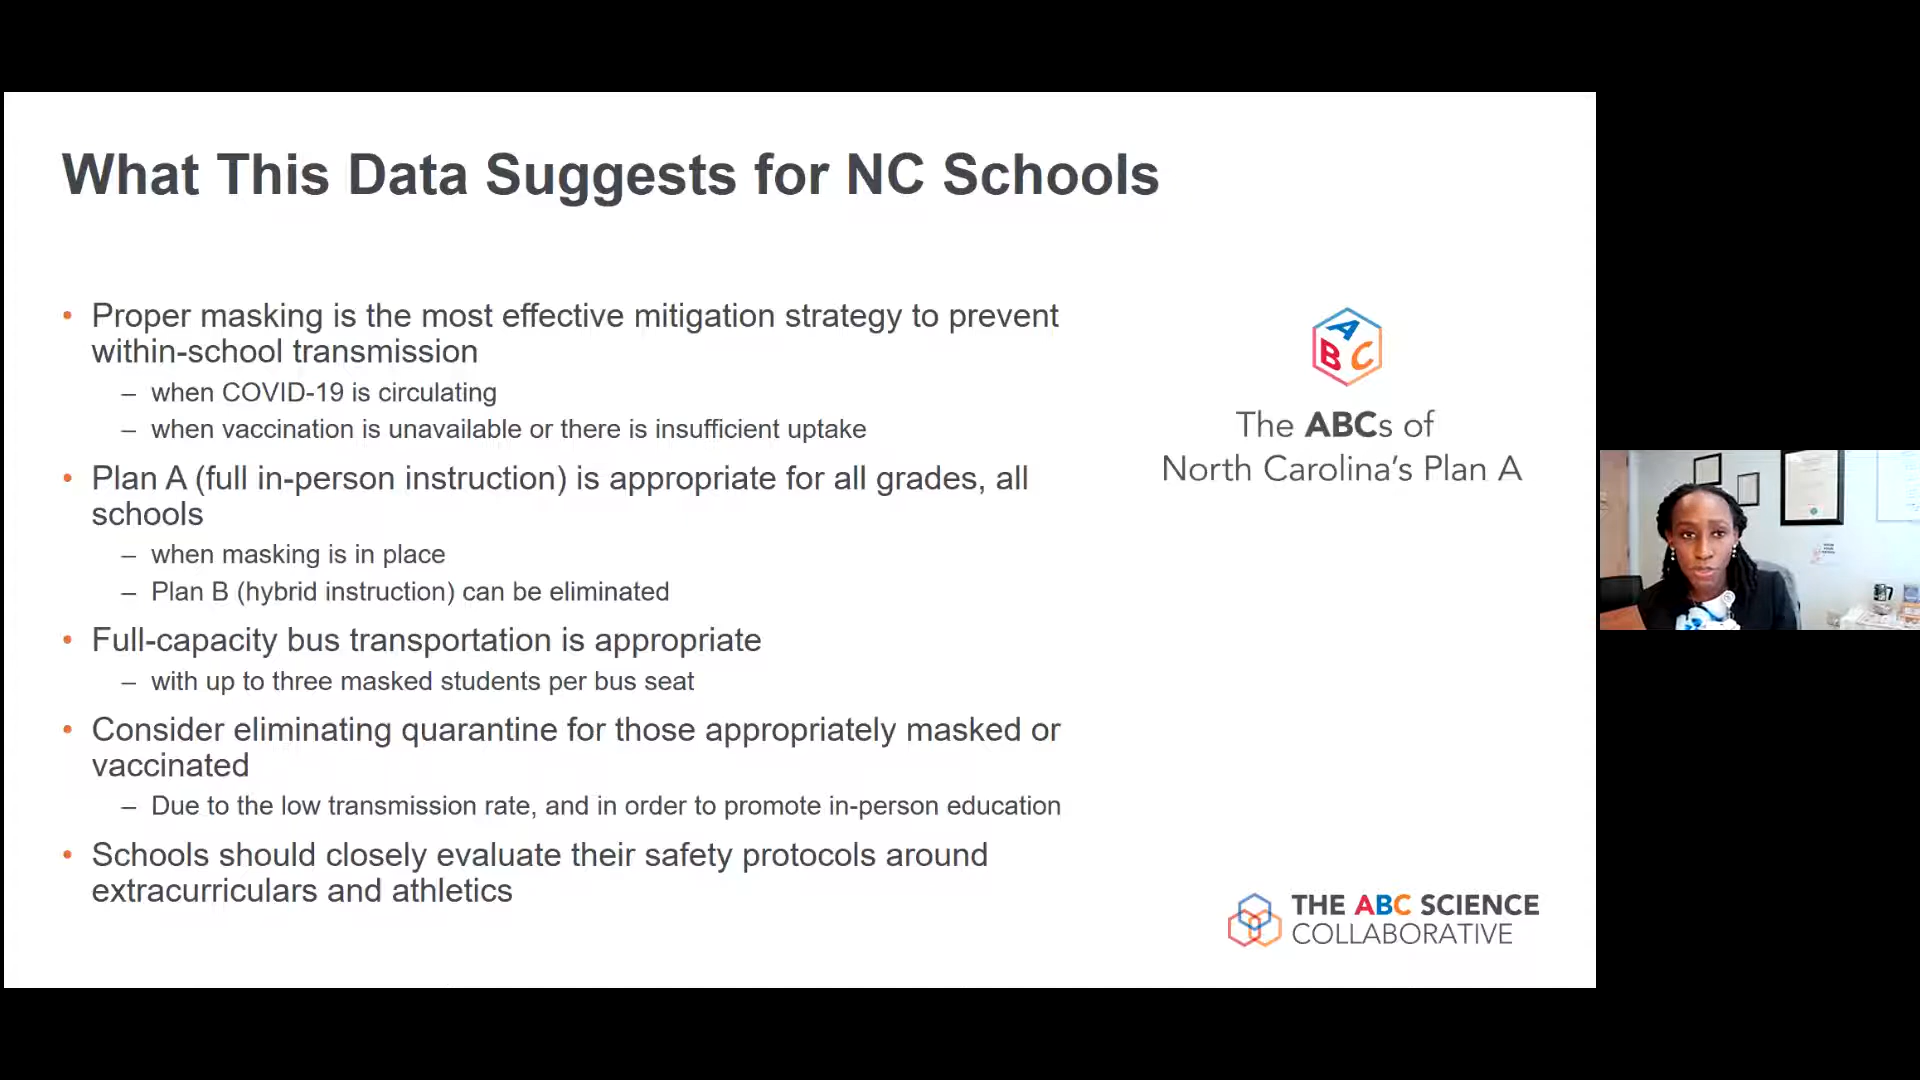 What This Data Suggests for NC Schools
• Proper masking is the most effective mitigation strategy to prevent
within-school transmission
– when COVID-19 is circulating
– when vaccination is unavailable or there is insufficient uptake
• Plan A (full in-person instruction) is appropriate for all grades, all
schools
– when masking is in place
– Plan B (hybrid instruction) can be eliminated
• Full-capacity bus transportation is appropriate
– with up to three masked students per bus seat
• Consider eliminating quarantine for those appropriately masked or
vaccinated
– Due to the low transmission rate, and in order to promote in-person education
• Schools should closely evaluate their safety protocols around
extracurriculars and athletics
A
B C
The ABCs of
North Carolina's Plan A
THE ABC SCIENCE
COLLABORATIVE